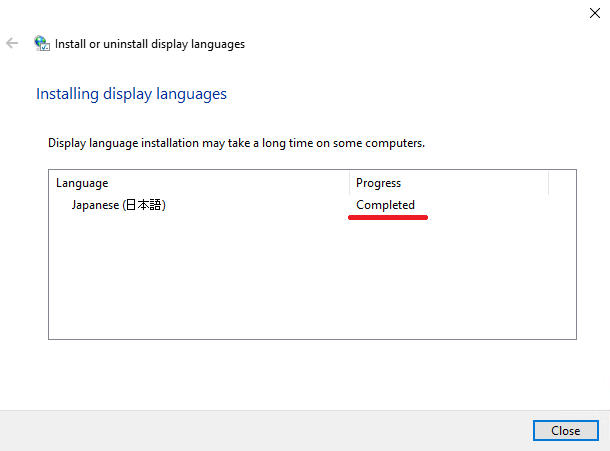 Install or uninstall display languages
Installing display languages
Display language installation may take a long time on some computers.
Language Progress
Japanese (日本語) Completed
Close